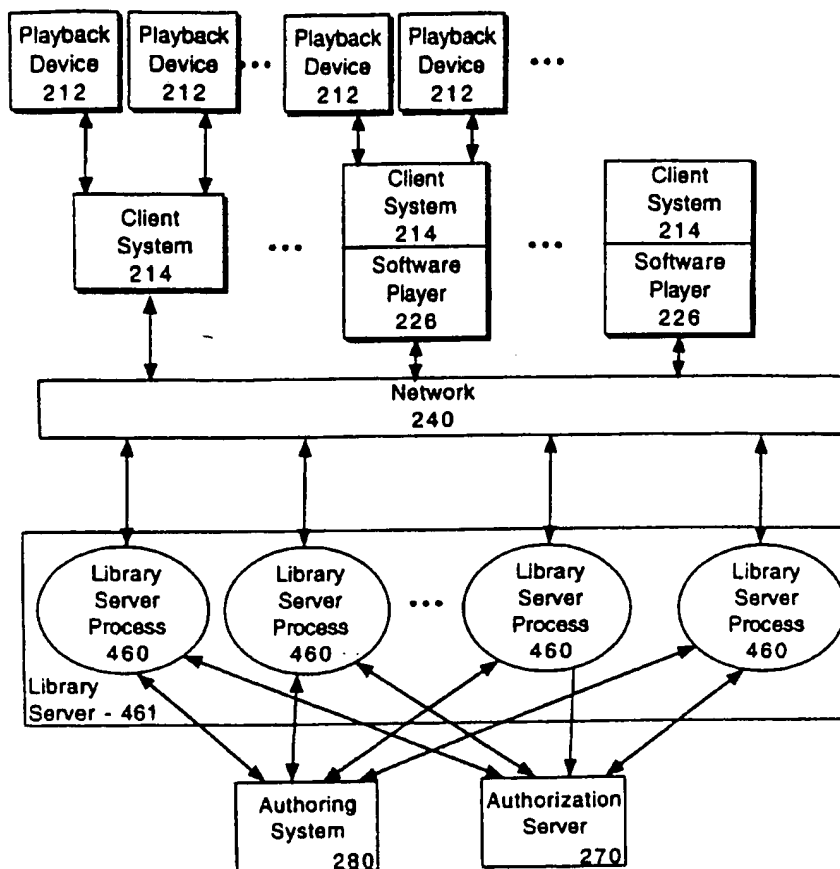 Playback
Device
212
Playback
Device
212
...
Playback
Device
212
Playback
Device
212
...
Client
System
214
...
Client
System
214
Software
Player
226
...
Client
System
214
Software
Player
226
Network
240
Library
Server
Process
460
Library
Server
Process
460
...
Library
Server
Process
460
Library
Server
Process
460
Library
Server - 461
Authoring
System
280
Authorization
Server
270